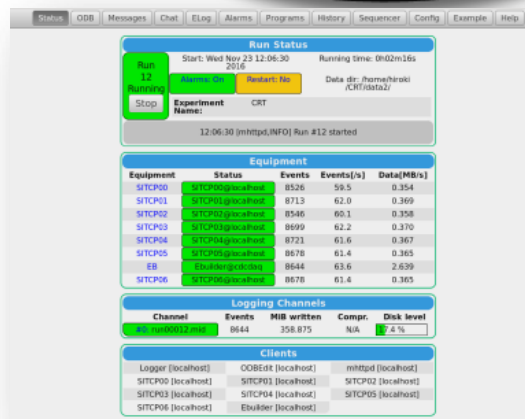 Status ODB Messages Chat ELog Alarms Programs History Sequencer Config Example Help
Run Status
Run 12 Running
Stop
Start: Wed Nov 23 12:06:30 2016
Running time: 0h02m16s
Alarms: On
Restart: No
Data dir: /home/hiroki/CRT/data2/
Experiment Name: CRT
12:06:30 [mhttpd,INFO] Run #12 started
Equipment
Equipment Status Events Events[/s] Data[MB/s]
SITCP00 SITCP00@localhost 8526 59.5 0.354
SITCP01 SITCP01@localhost 8713 62.0 0.369
SITCP02 SITCP02@localhost 8546 60.1 0.358
SITCP03 SITCP03@localhost 8699 62.2 0.370
SITCP04 SITCP04@localhost 8721 61.6 0.367
SITCP05 SITCP05@localhost 8678 61.4 0.365
EB Ebuilder@cdcdaq 8644 63.6 2.639
SITCP06 SITCP06@localhost 8678 61.4 0.365
Logging Channels
Channel Events MiB written Compr. Disk level
#0: run00012.mid 8644 358.875 N/A 17.4 %
Clients
Logger [localhost] ODBEdit [localhost] mhttpd [localhost]
SITCP00 [localhost] SITCP01 [localhost] SITCP02 [localhost]
SITCP03 [localhost] SITCP04 [localhost] SITCP05 [localhost]
SITCP06 [localhost] Ebuilder [localhost]